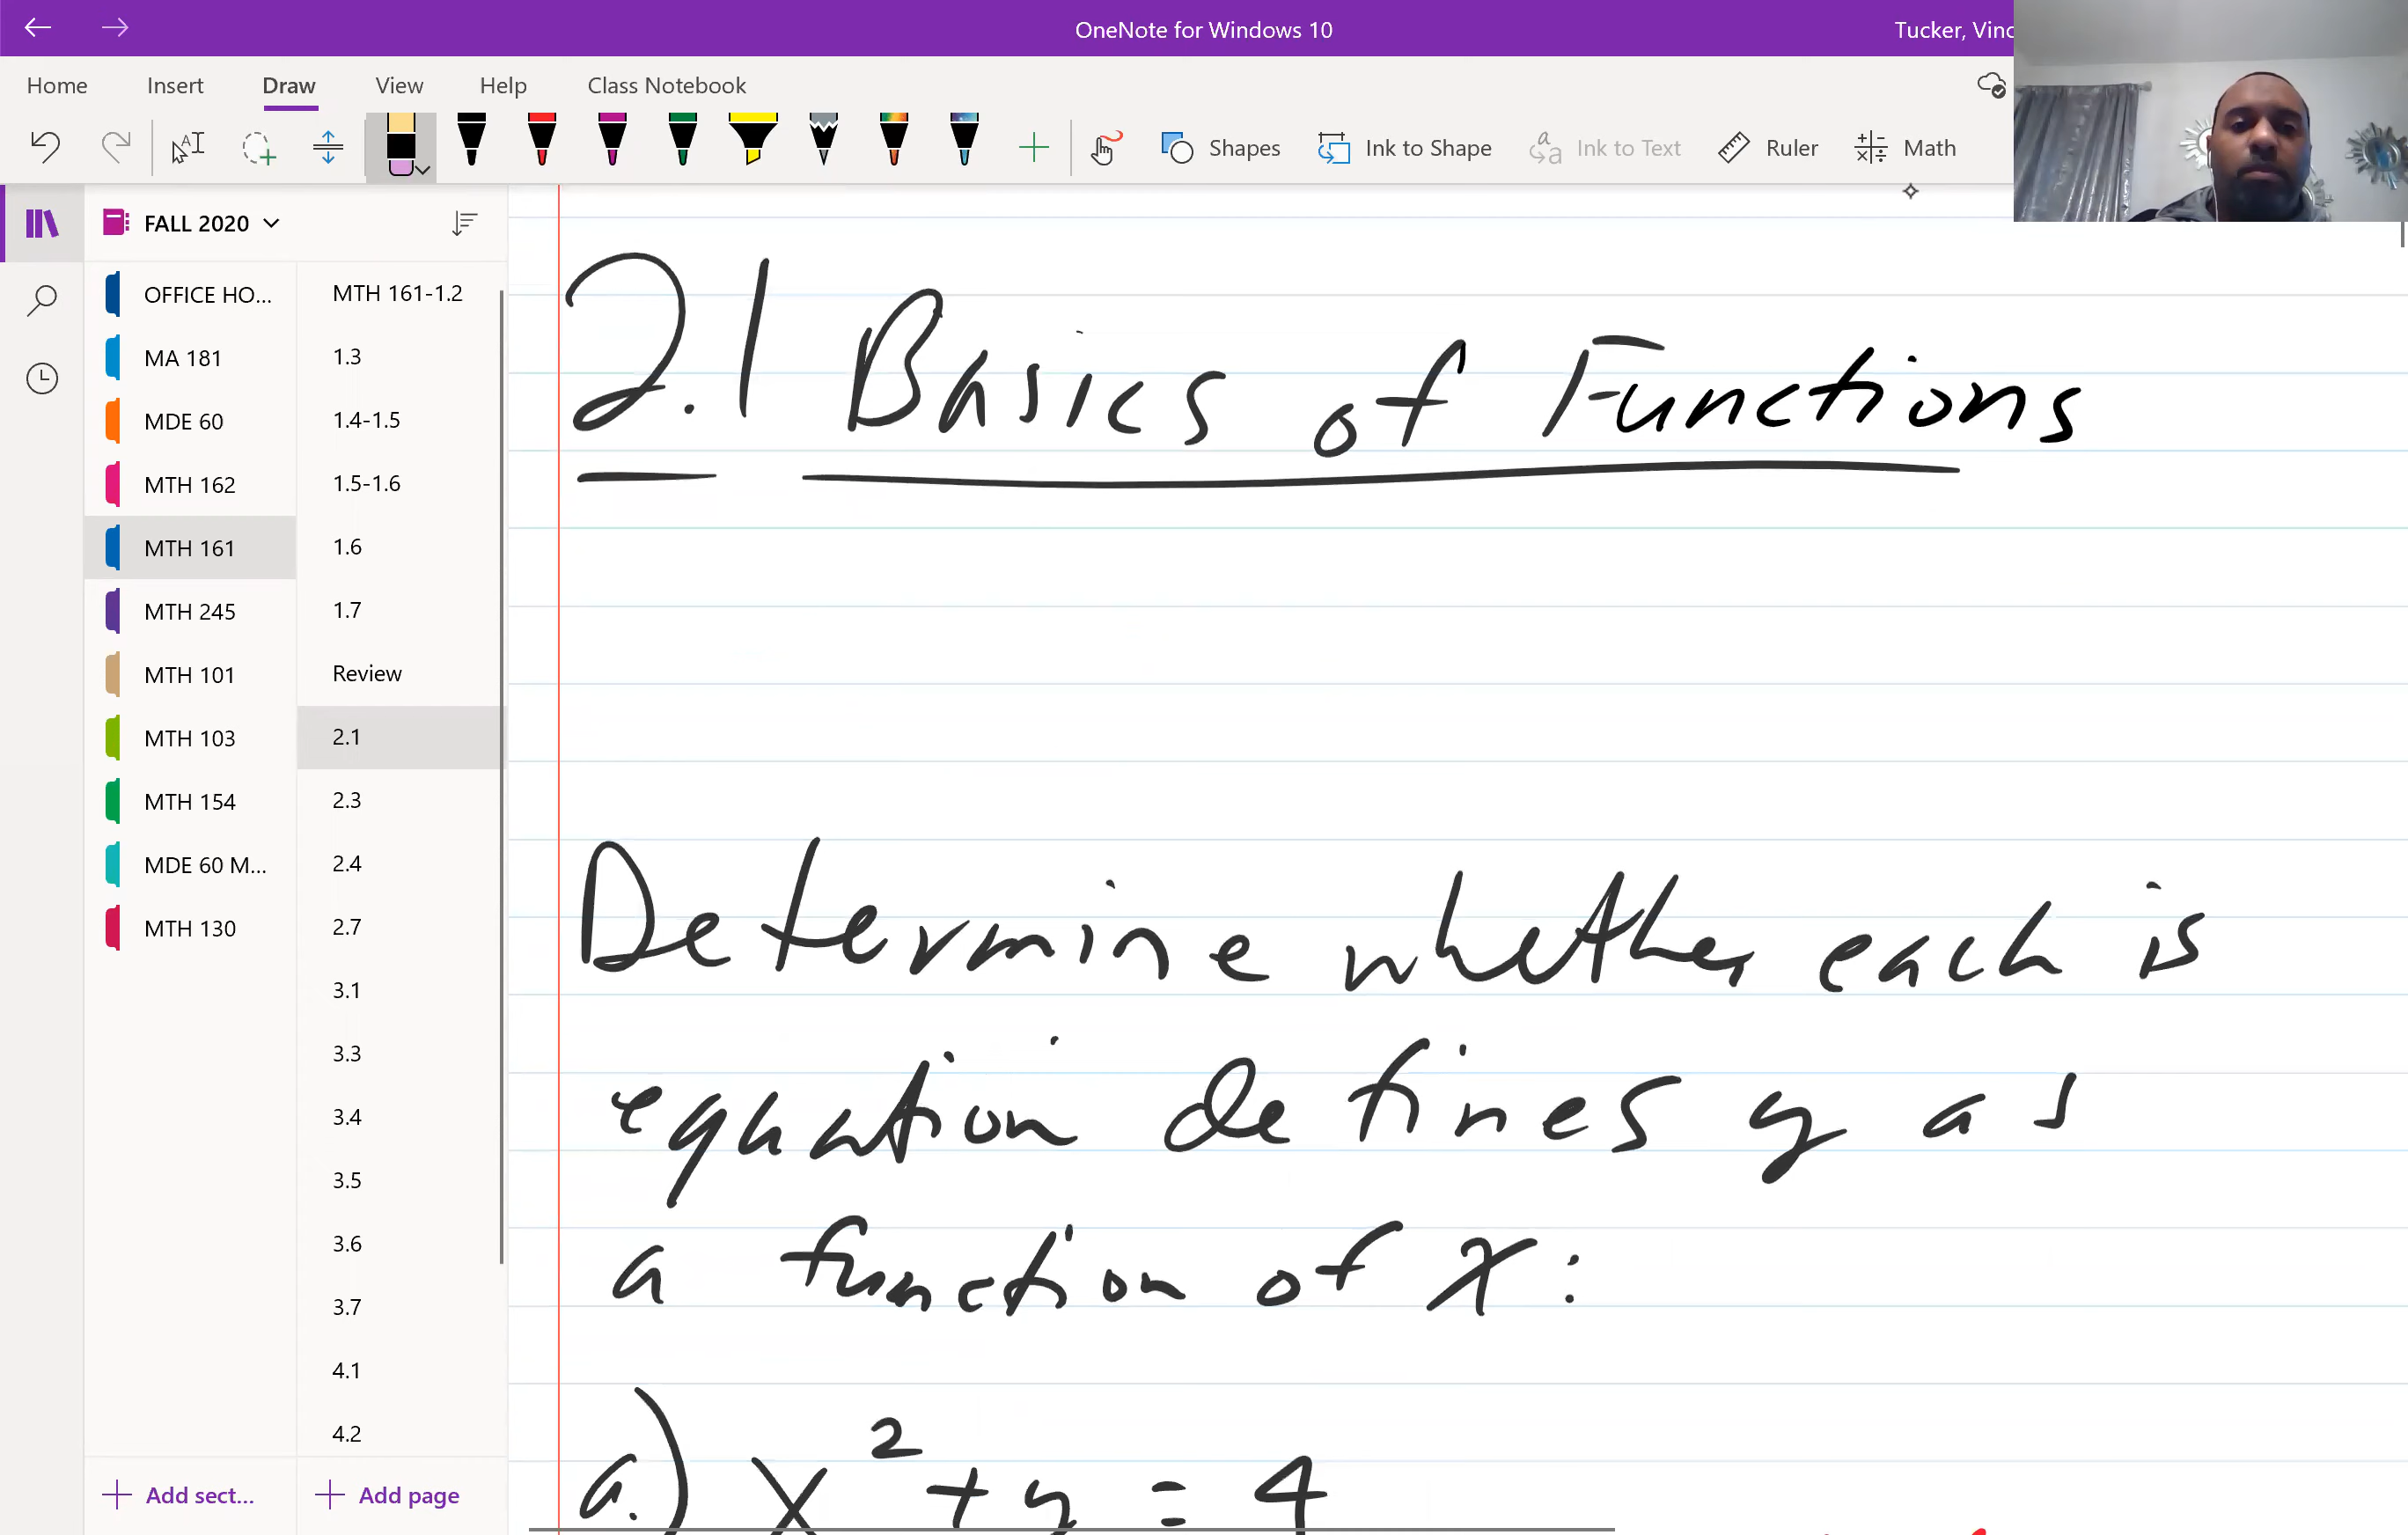 OneNote for Windows 10
Tucker, Vinc
Home Insert Draw View Help Class Notebook
Shapes Ink to Shape Ink to Text Ruler Math
FALL 2020
OFFICE HO...
MA 181
MDE 60
MTH 162
MTH 161
MTH 245
MTH 101
MTH 103
MTH 154
MDE 60 M...
MTH 130
Add sect...
MTH 161-1.2
1.3
1.4-1.5
1.5-1.6
1.6
1.7
Review
2.1
2.3
2.4
2.7
3.1
3.3
3.4
3.5
3.6
3.7
4.1
4.2
Add page
2.1 Basics of Functions
Determine whether each is
equation defines y as
a function of x:
a.) x² + y = 4